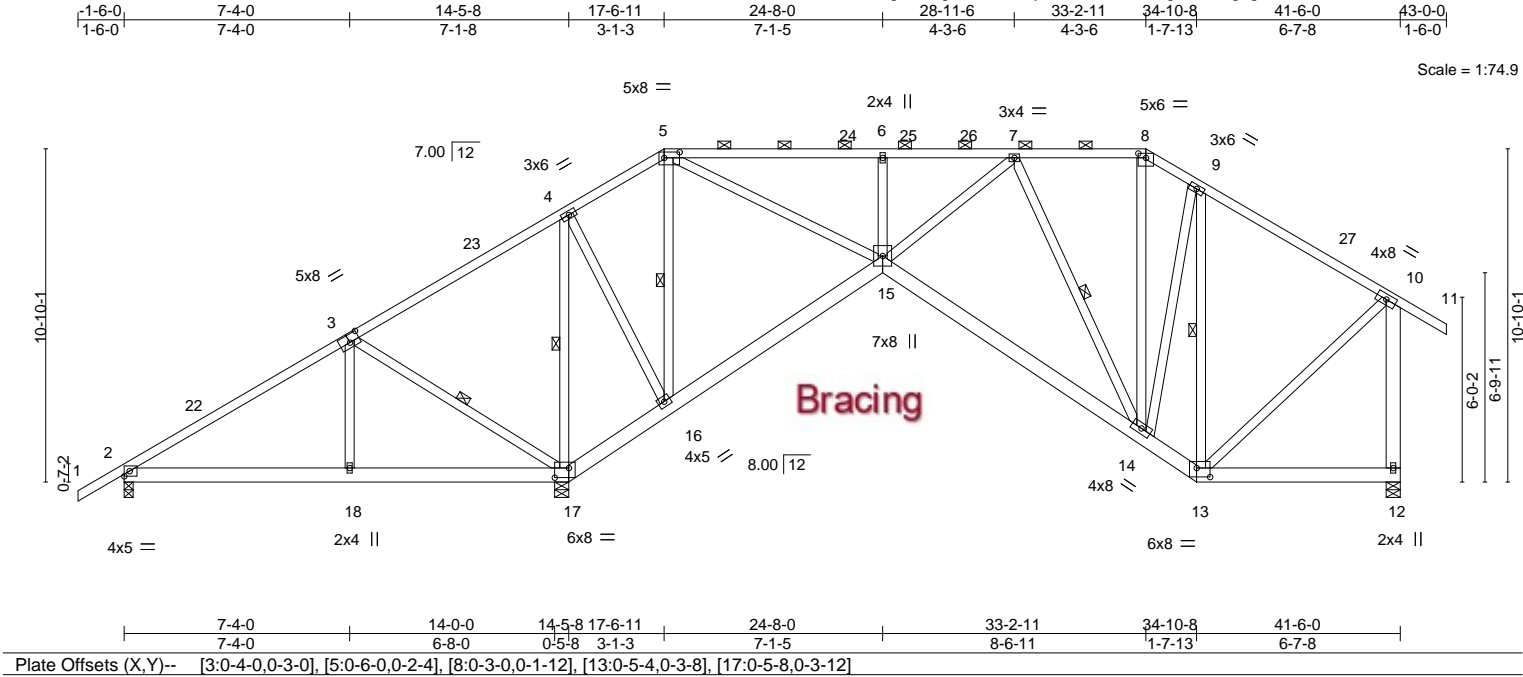 -1-6-0 7-4-0 14-5-8 17-6-11 24-8-0 28-11-6 33-2-11 34-10-8 41-6-0 43-0-0
1-6-0 7-4-0 7-1-8 3-1-3 7-1-5 4-3-6 4-3-6 1-7-13 6-7-8 1-6-0
Scale = 1:74.9
5x8
2x4
3x4
5x6
5
24
6
25
26
7
8
3x6
7.00 12
3x6
9
4
23
27
4x8
5x8
10
11
3
15
10-10-1
10-10-1
7x8
6-0-2
6-9-11
22
Bracing
16
4x5
8.00 12
2
1
0-7-2
14
4x8
18
17
13
12
4x5
2x4
6x8
6x8
2x4
7-4-0 14-0-0 14-5-8 17-6-11 24-8-0 33-2-11 34-10-8 41-6-0
7-4-0 6-8-0 0-5-8 3-1-3 7-1-5 8-6-11 1-7-13 6-7-8
Plate Offsets (X,Y)-- [3:0-4-0,0-3-0], [5:0-6-0,0-2-4], [8:0-3-0,0-1-12], [13:0-5-4,0-3-8], [17:0-5-8,0-3-12]